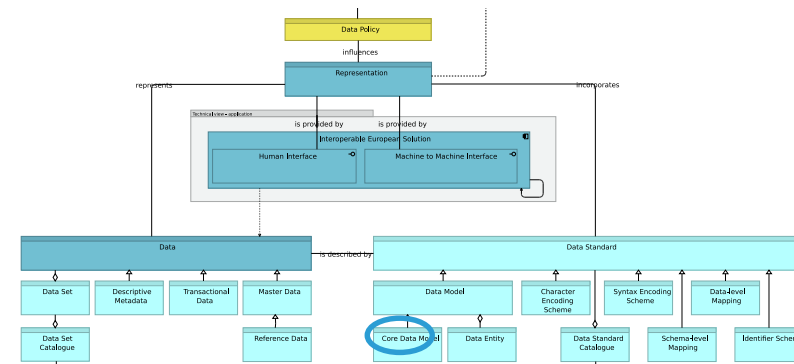 Data Policy
influences
Representation
represents
incorporates
Technical view - application
is provided by
is provided by
Interoperable European Solution
Human Interface
Machine to Machine Interface
Data
is described by
Data Standard
Data Set
Descriptive
Metadata
Transactional
Data
Master Data
Data Model
Character
Encoding
Scheme
Syntax Encoding
Scheme
Data-level
Mapping
Data Set
Catalogue
Reference Data
Core Data Model
Data Entity
Data Standard
Catalogue
Schema-level
Mapping
Identifier Schem